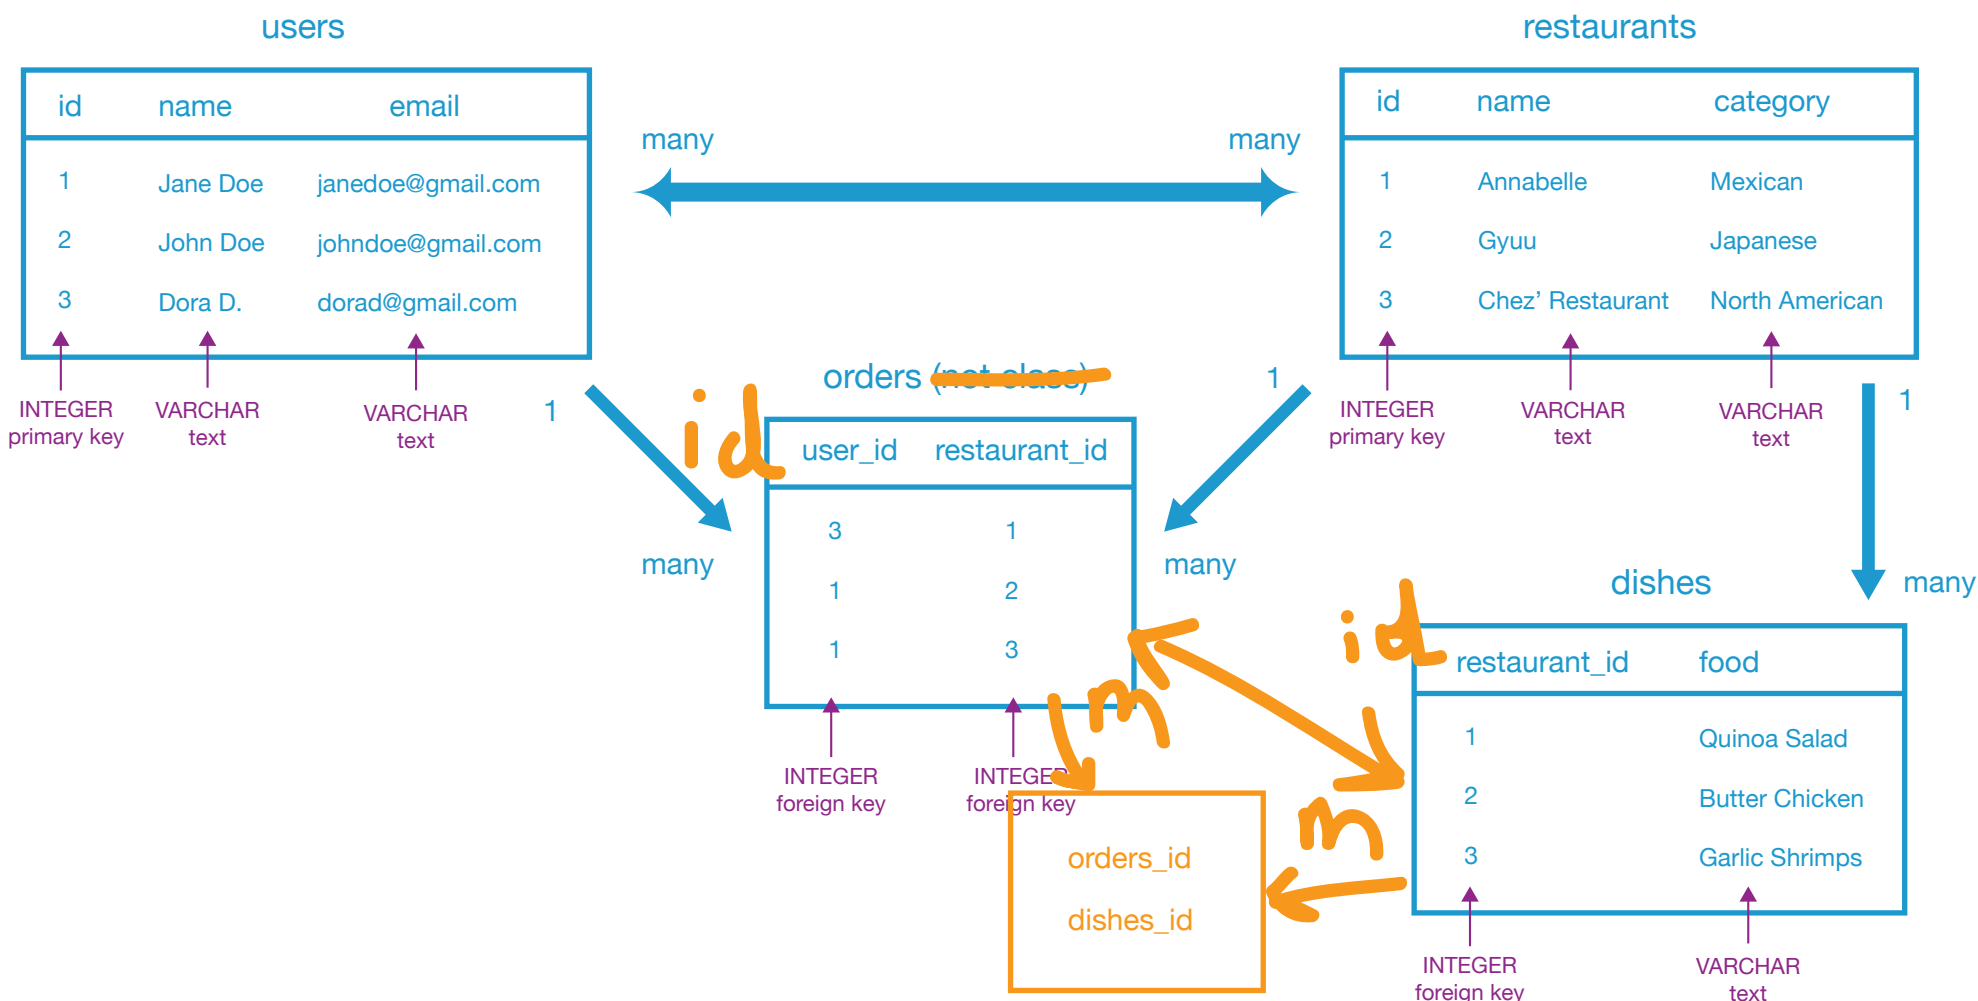 users
id name email
1 Jane Doe janedoe@gmail.com
2 John Doe johndoe@gmail.com
3 Dora D. dorad@gmail.com
INTEGER primary key
VARCHAR text
VARCHAR text
many many
restaurants
id name category
1 Annabelle Mexican
2 Gyuu Japanese
3 Chez’ Restaurant North American
INTEGER primary key
VARCHAR text
VARCHAR text
1
many
1
many
1
many
orders (not class)
id
user_id restaurant_id
3 1
1 2
1 3
INTEGER foreign key
INTEGER foreign key
m
m
orders_id
dishes_id
dishes
id
restaurant_id food
1 Quinoa Salad
2 Butter Chicken
3 Garlic Shrimps
INTEGER foreign key
VARCHAR text